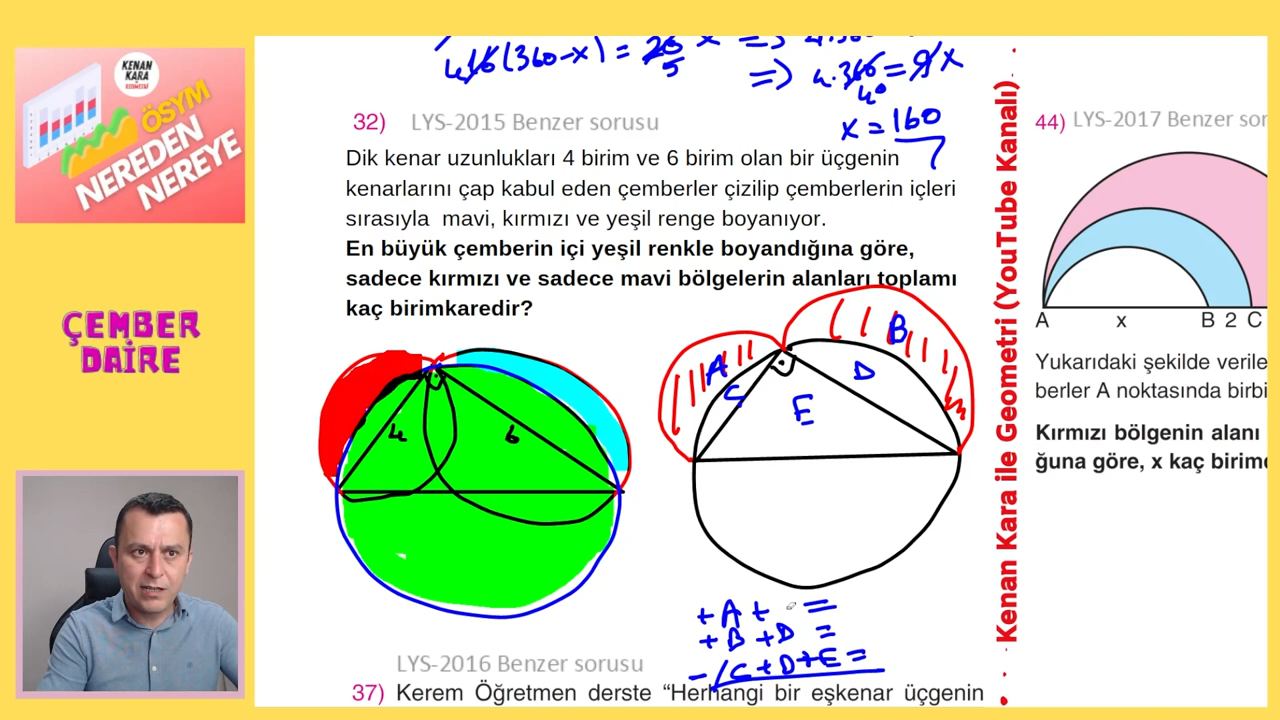 KENAN
KARA
ile
GEOMETRİ
ÖSYM
NEREDEN
NEREYE
ÇEMBER
DAİRE
x = 160
32) LYS-2015 Benzer sorusu
Dik kenar uzunlukları 4 birim ve 6 birim olan bir üçgenin
kenarlarını çap kabul eden çemberler çizilip çemberlerin içleri
sırasıyla mavi, kırmızı ve yeşil renge boyanıyor.
En büyük çemberin içi yeşil renkle boyandığına göre,
sadece kırmızı ve sadece mavi bölgelerin alanları toplamı
kaç birimkaredir?
4
6
A
B
C
D
E
+A+ =
+B+D =
-/C+D+E=
LYS-2016 Benzer sorusu
37) Kerem Öğretmen derste “Herhangi bir eşkenar üçgenin
• Kenan Kara ile Geometri (YouTube Kanalı) •
44) LYS-2017 Benzer sor
A x B 2 C
Yukarıdaki şekilde verile
berler A noktasında birbi
Kırmızı bölgenin alanı
ğuna göre, x kaç birim